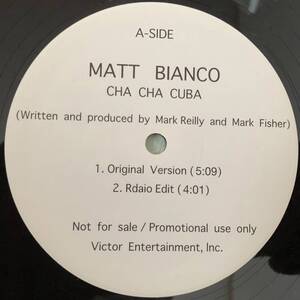 A-SIDE
MATT BIANCO
CHA CHA CUBA
(Written and produced by Mark Reilly and Mark Fisher)
1. Original Version (5:09)
2. Rdaio Edit (4:01)
Not for sale / Promotional use only
Victor Entertainment, Inc.